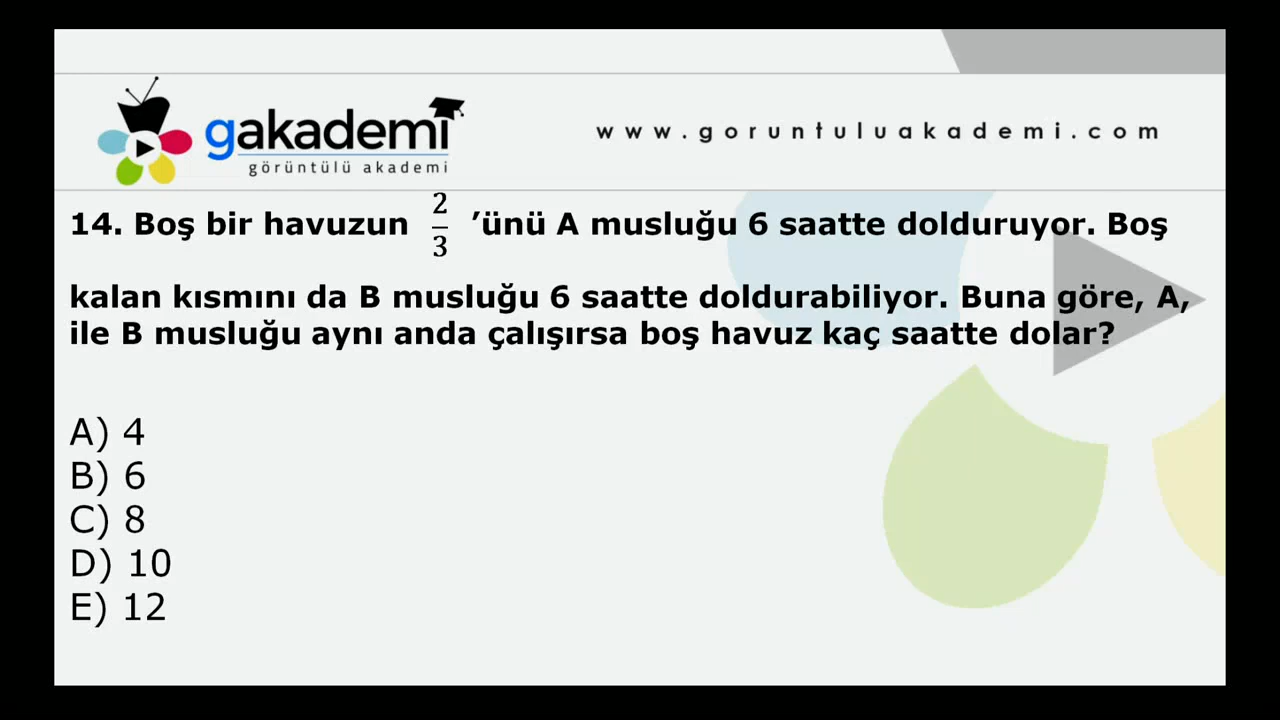 gakademi
görüntülü akademi
www.goruntuluakademi.com
14. Boş bir havuzun 2/3 ’ünü A musluğu 6 saatte dolduruyor. Boş
kalan kısmını da B musluğu 6 saatte doldurabiliyor. Buna göre, A,
ile B musluğu aynı anda çalışırsa boş havuz kaç saatte dolar?
A) 4
B) 6
C) 8
D) 10
E) 12